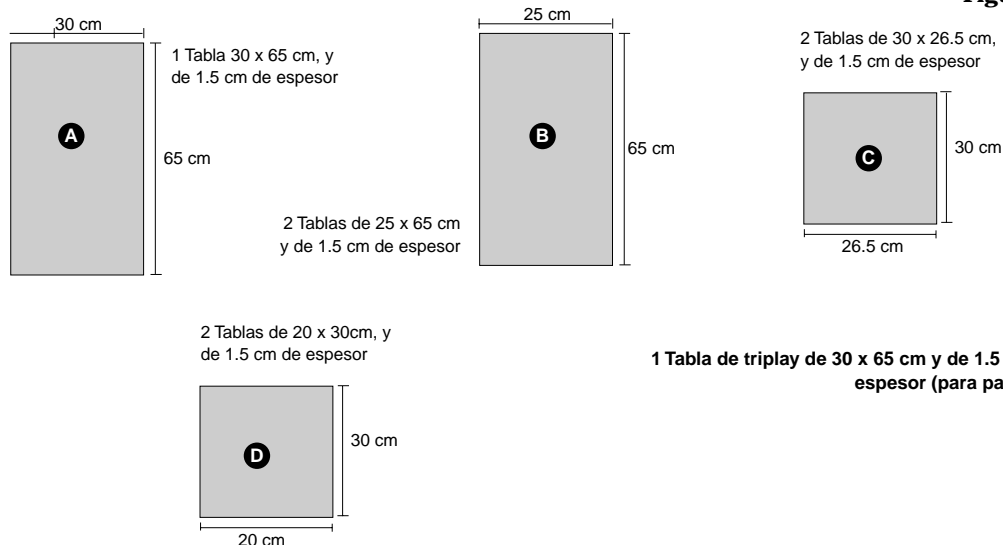 30 cm
1 Tabla 30 x 65 cm, y
de 1.5 cm de espesor
A
65 cm
25 cm
B
65 cm
2 Tablas de 25 x 65 cm
y de 1.5 cm de espesor
2 Tablas de 30 x 26.5 cm,
y de 1.5 cm de espesor
C
30 cm
26.5 cm
2 Tablas de 20 x 30cm, y
de 1.5 cm de espesor
D
30 cm
20 cm
1 Tabla de triplay de 30 x 65 cm y de 1.5
espesor (para